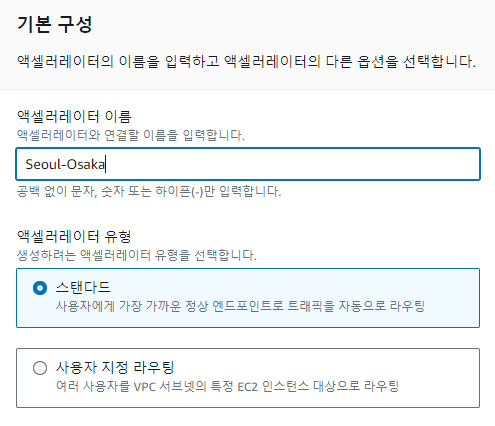 기본 구성
액셀러레이터의 이름을 입력하고 액셀러레이터의 다른 옵션을 선택합니다.
액셀러레이터 이름
액셀러레이터와 연결할 이름을 입력합니다.
Seoul-Osaka
공백 없이 문자, 숫자 또는 하이픈(-)만 입력합니다.
액셀러레이터 유형
생성하려는 액셀러레이터 유형을 선택합니다.
스탠다드
사용자에게 가장 가까운 정상 엔드포인트로 트래픽을 자동으로 라우팅
사용자 지정 라우팅
여러 사용자를 VPC 서브넷의 특정 EC2 인스턴스 대상으로 라우팅